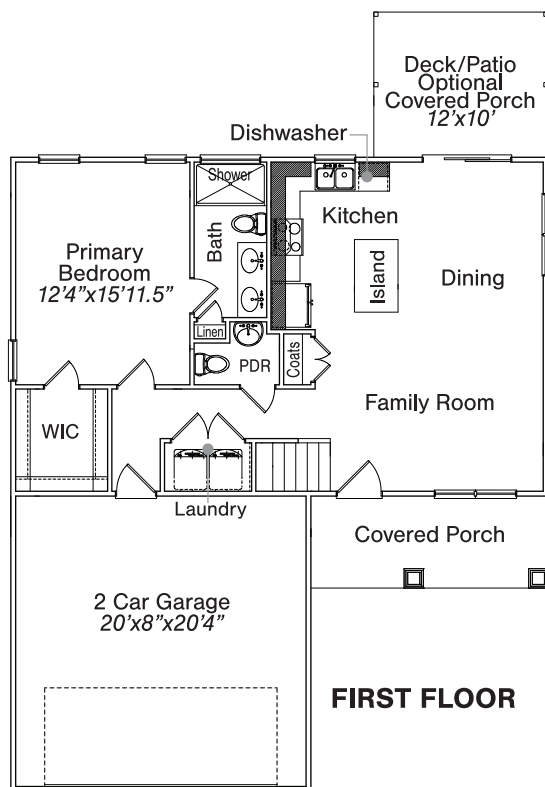 Deck/Patio
Optional
Covered Porch
12'x10'
Dishwasher
Shower
Kitchen
Bath
Primary
Bedroom
12'4"x15'11.5"
Island
Dining
Linen
PDR
Coats
Family Room
WIC
Laundry
Covered Porch
2 Car Garage
20'8"x20'4"
FIRST FLOOR